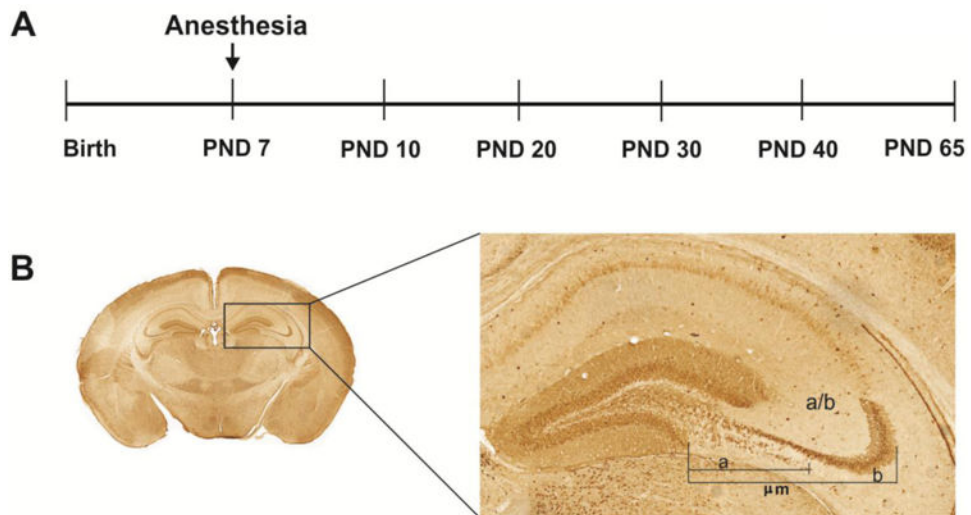 A
Anesthesia
Birth PND 7 PND 10 PND 20 PND 30 PND 40 PND 65
B
a/b
a
b
μm